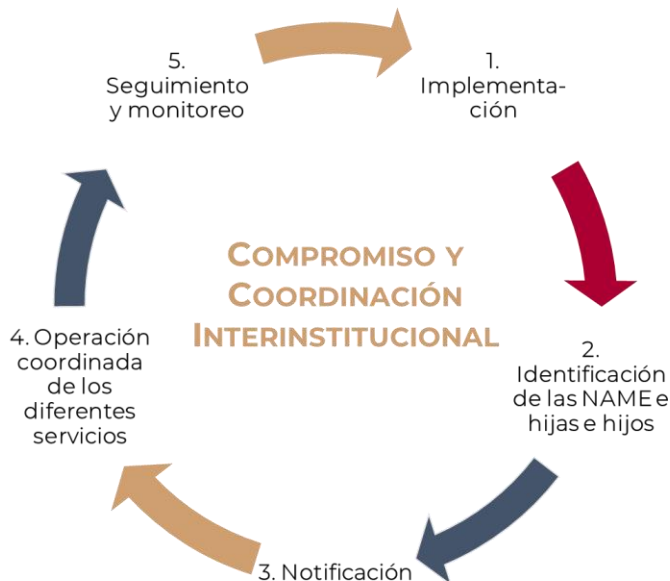 COMPROMISO Y
COORDINACIÓN
INTERINSTITUCIONAL
1.
Implementa-
ción
2.
Identificación
de las NAME e
hijas e hijos
3. Notificación
4. Operación
coordinada
de los
diferentes
servicios
5.
Seguimiento
y monitoreo